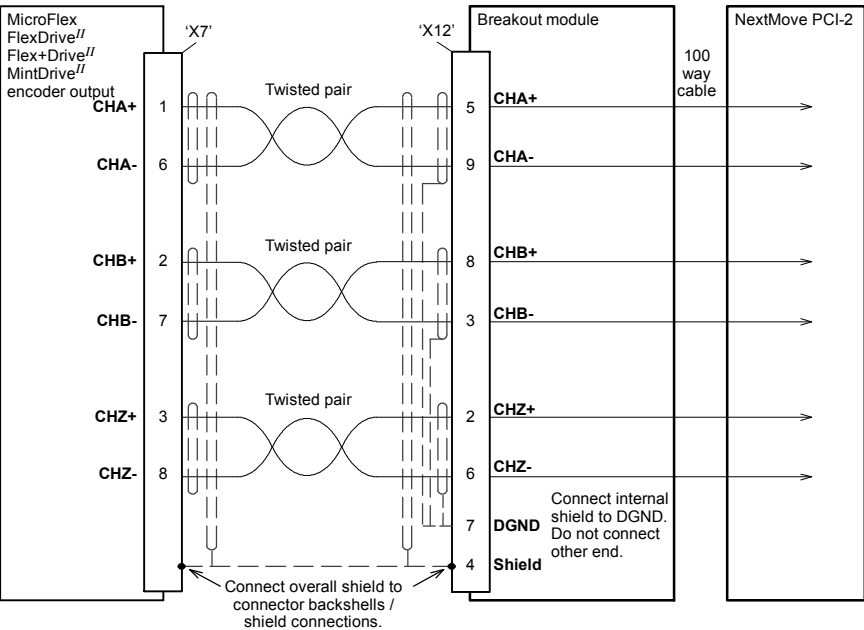 MicroFlex
FlexDrive II
Flex+Drive II
MintDrive II
encoder output
'X7'
'X12'
Breakout module
NextMove PCI-2
100
way
cable
Twisted pair
CHA+ 1
5 CHA+
CHA- 6
9 CHA-
Twisted pair
CHB+ 2
8 CHB+
CHB- 7
3 CHB-
Twisted pair
CHZ+ 3
2 CHZ+
CHZ- 8
6 CHZ-
7 DGND
4 Shield
Connect internal
shield to DGND.
Do not connect
other end.
Connect overall shield to
connector backshells /
shield connections.